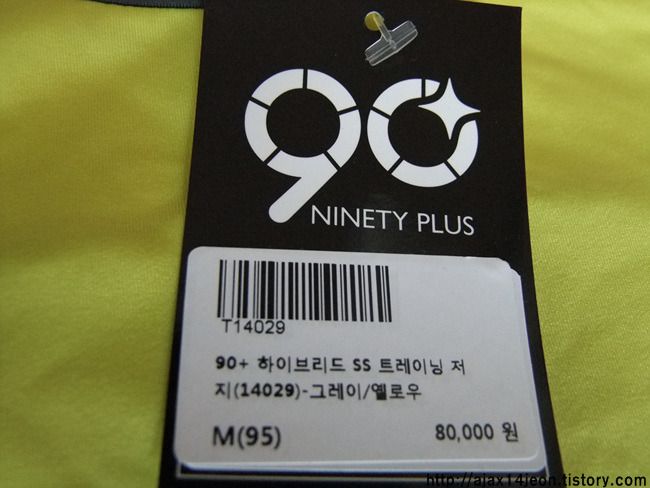 90
NINETY PLUS
T14029
90+ 하이브리드 SS 트레이닝 저
지(14029)-그레이/옐로우
M(95) 80,000 원
http://ajax14jeon.tistory.com